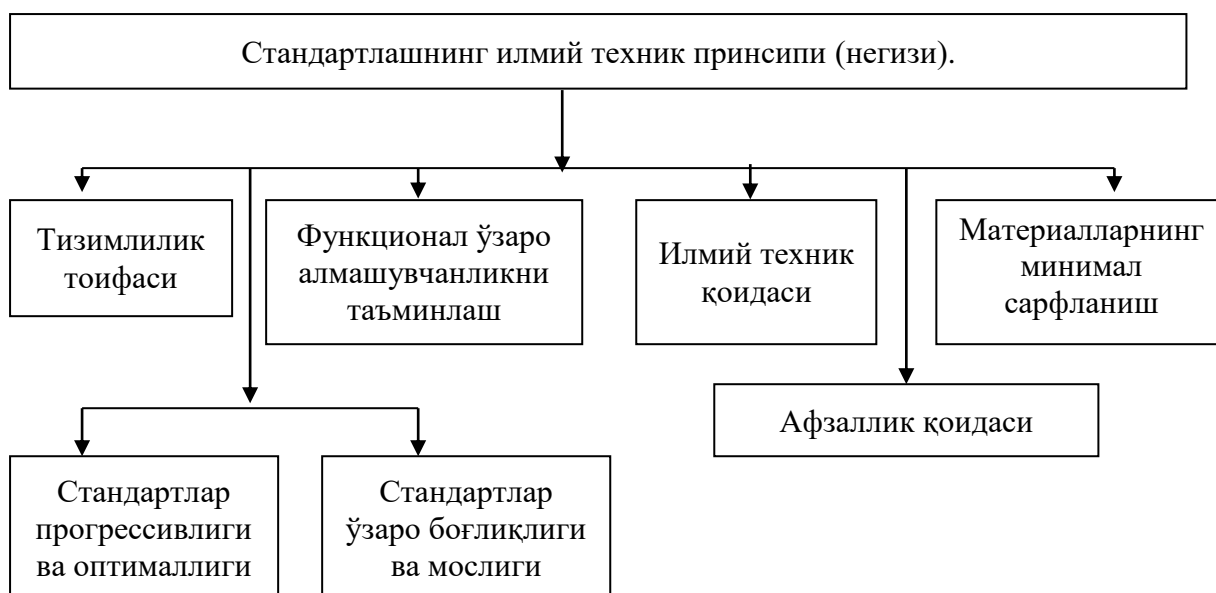 Стандартлашнинг илмий техник принсипи (негизи).
Тизимлилик
тоифаси
Функционал ўзаро
алмашувчанликни
таъминлаш
Илмий техник
қоидаси
Материалларнинг
минимал
сарфланиш
Афзаллик қоидаси
Стандартлар
прогрессивлиги
ва оптималлиги
Стандартлар
ўзаро боғлиқлиги
ва мослиги